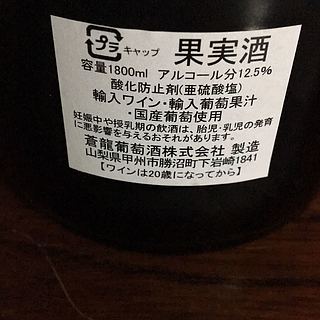 プラ キャップ 果実酒
容量1800ml アルコール分12.5%
酸化防止剤(亜硫酸塩)
輸入ワイン・輸入葡萄果汁
・国産葡萄使用
妊娠中や授乳期の飲酒は、胎児・乳児の発育
に悪影響を与えるおそれがあります。
蒼龍葡萄酒株式会社 製造
山梨県甲州市勝沼町下岩崎1841
【ワインは20歳になってから】